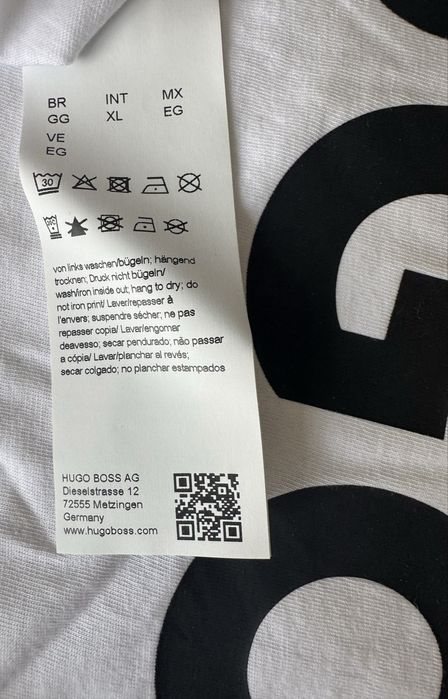 BR INT MX
GG XL EG
VE
EG
30
von links waschen/bügeln; hängend
trocknen; Druck nicht bügeln/
wash/iron inside out; hang to dry; do
not iron print/ Laver/repasser à
l'envers; suspendre sécher; ne pas
repasser copia/ Lavar/engomar
deavesso; secar pendurado; não passar
a cópia/ Lavar/planchar al revés;
secar colgado; no planchar estampados
HUGO BOSS AG
Dieselstrasse 12
72555 Metzingen
Germany
www.hugoboss.com
G
O